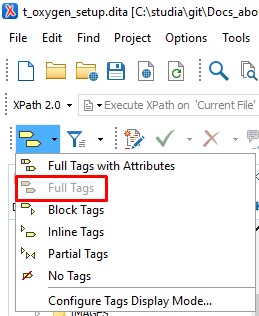 t_oxygen_setup.dita [C:\studia\git\Docs_abo
File Edit Find Project Options Tools
XPath 2.0 Execute XPath on 'Current File'
Full Tags with Attributes
Full Tags
Block Tags
Inline Tags
Partial Tags
No Tags
Configure Tags Display Mode...
IMAGES